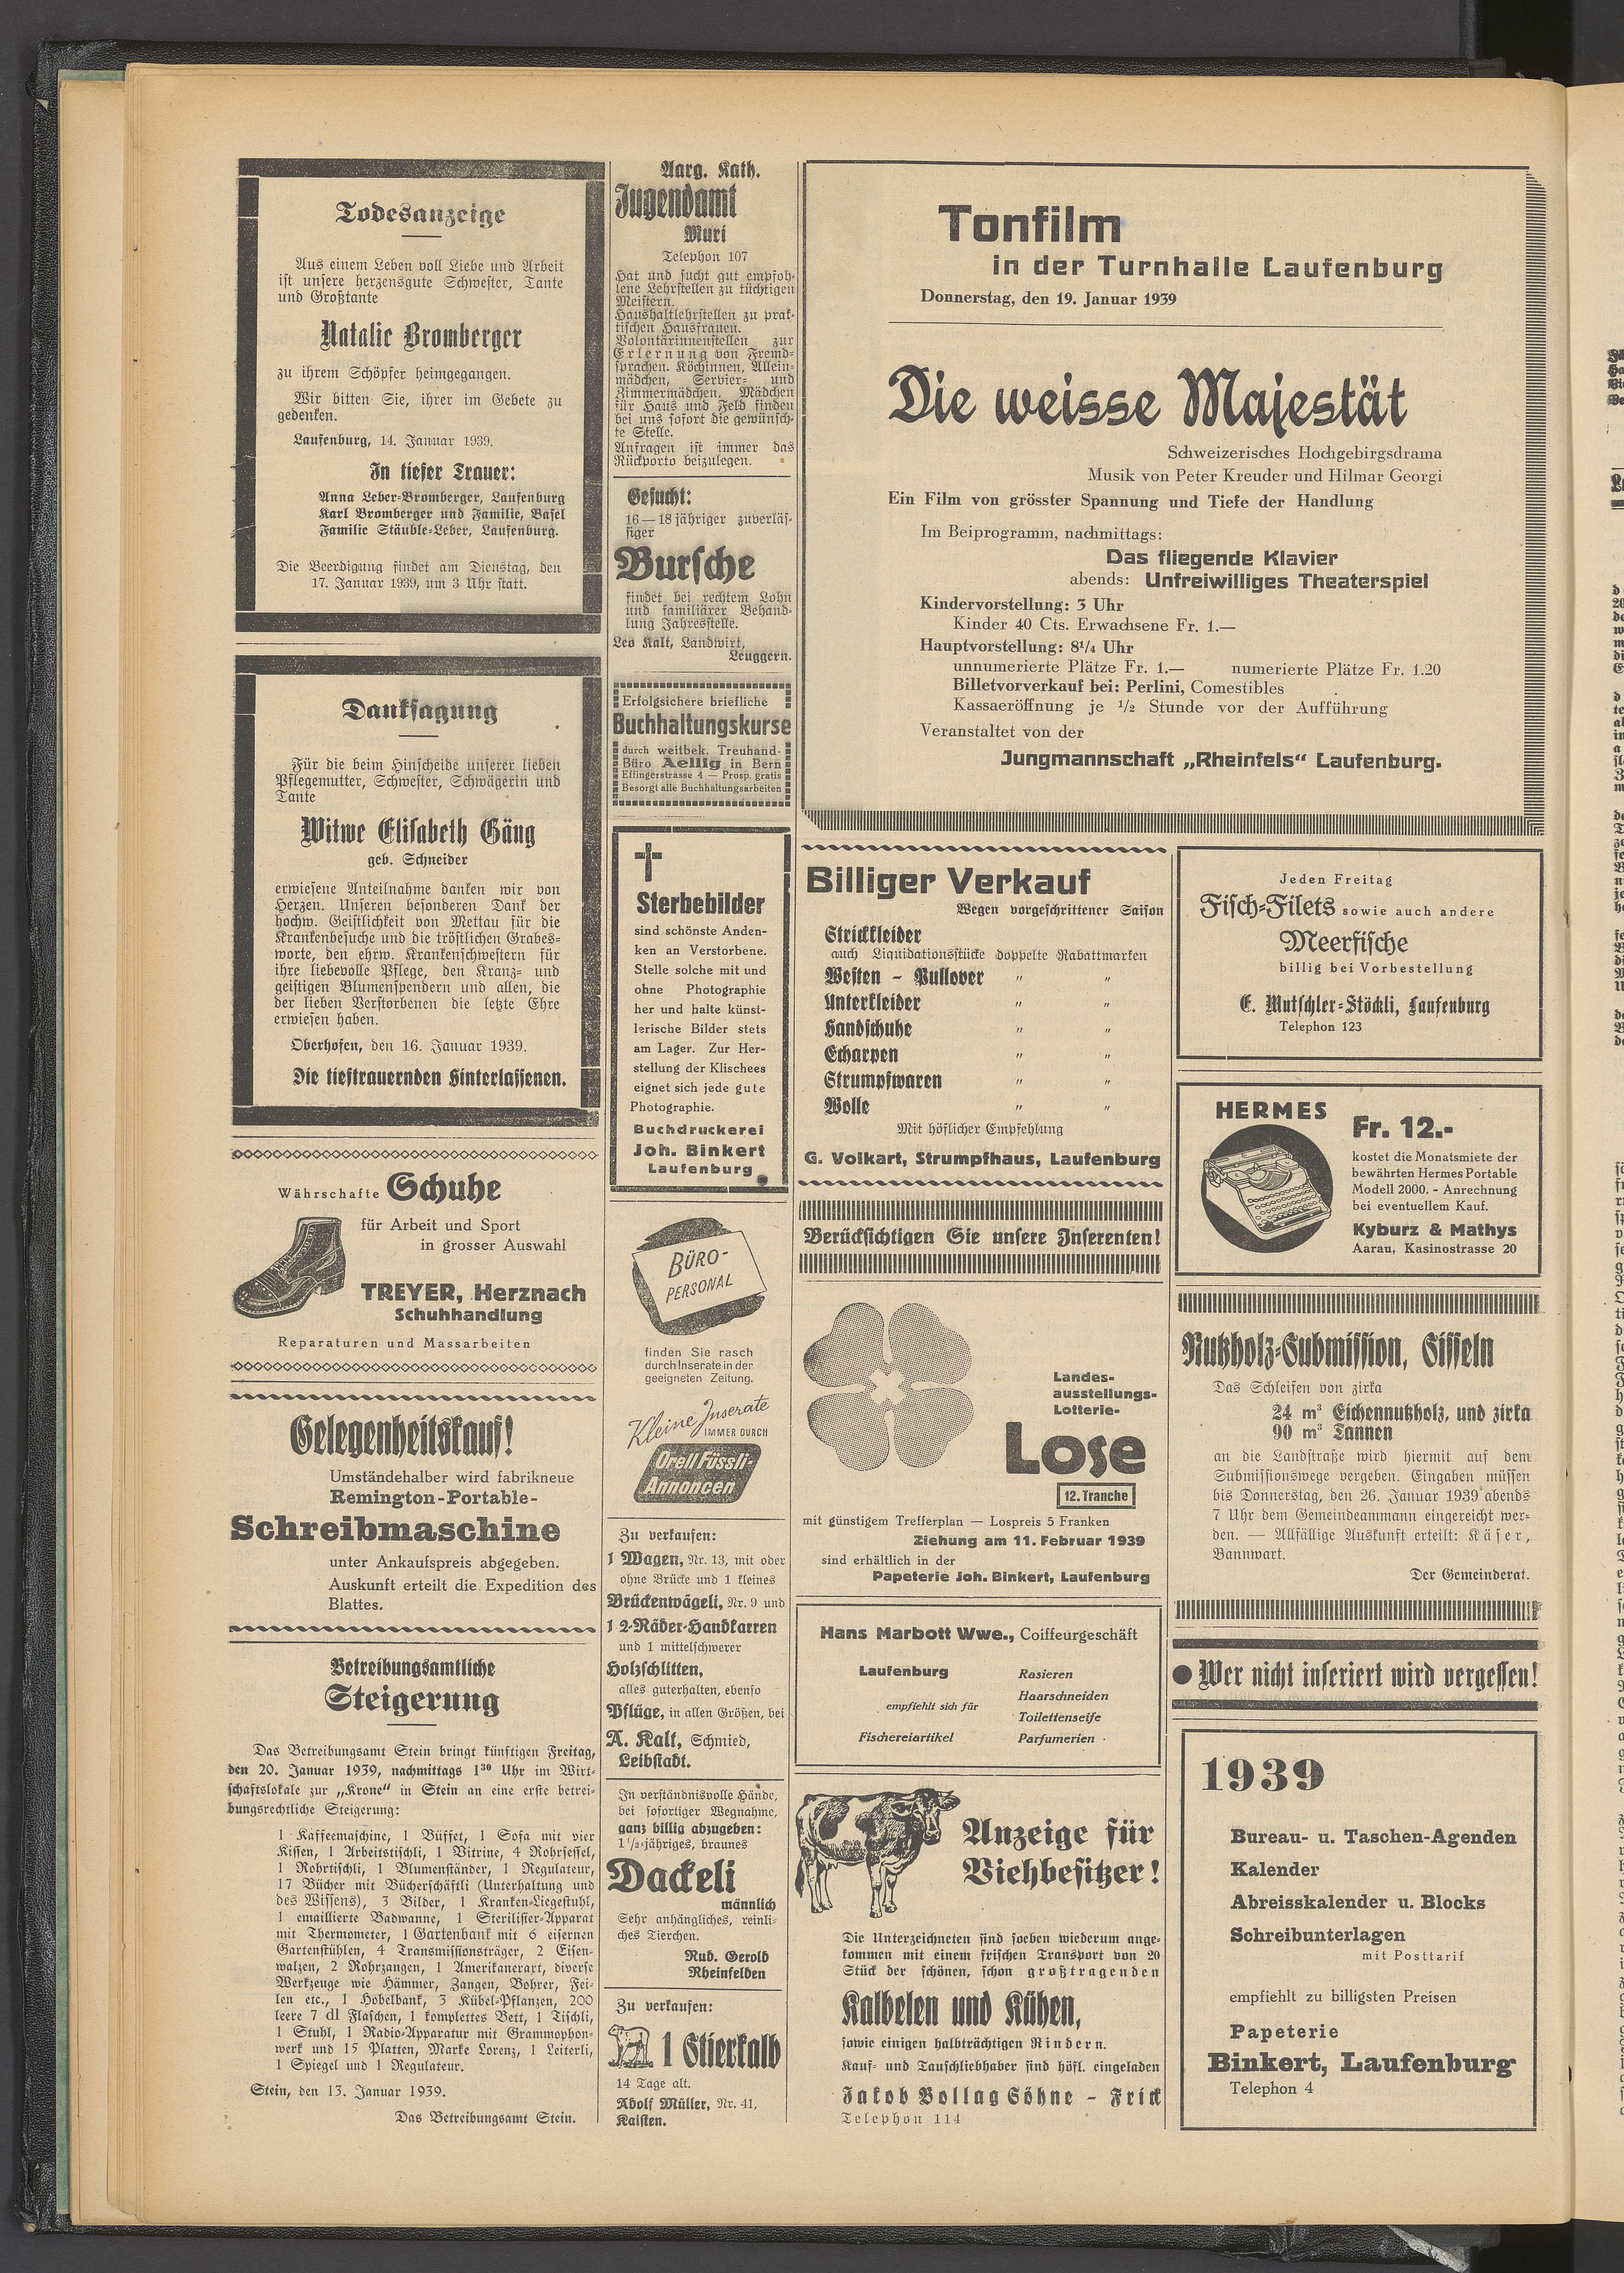 Todesanzeige
Aus einem Leben voll Liebe und Arbeit
ist unsere herzensgute Schwester, Tante
und Großtante
Natalie Bromberger
zu ihrem Schöpfer heimgegangen.
Wir bitten Sie, ihrer im Gebete zu
gedenken.
Laufenburg, 14. Januar 1939.
In tiefer Trauer:
Anna Leber-Bromberger, Laufenburg
Karl Bromberger und Familie, Basel
Familie Stäuble-Leber, Laufenburg.
Die Beerdigung findet am Dienstag, den
17. Januar 1939, um 3 Uhr statt.
Danksagung
Für die beim Hinscheide unserer lieben
Pflegemutter, Schwester, Schwägerin und
Tante
Witwe Elisabeth Gäng
geb. Schneider
erwiesene Anteilnahme danken wir von
Herzen. Unseren besonderen Dank der
hochw. Geistlichkeit von Mettau für die
Krankenbesuche und die tröstlichen Grabes-
worte, den ehrw. Krankenschwestern für
ihre liebevolle Pflege, den Kranz- und
geistigen Blumenspendern und allen, die
der lieben Verstorbenen die letzte Ehre
erwiesen haben.
Oberhofen, den 16. Januar 1939.
Die tieftrauernden Hinterlassenen.
Währschafte Schuhe
für Arbeit und Sport
in grosser Auswahl
TREYER, Herznach
Schuhhandlung
Reparaturen und Massarbeiten
Gelegenheitskauf!
Umständehalber wird fabrikneue
Remington-Portable-
Schreibmaschine
unter Ankaufspreis abgegeben.
Auskunft erteilt die Expedition des
Blattes.
Betreibungsamtliche
Steigerung
Das Betreibungsamt Stein bringt künftigen Freitag,
den 20. Januar 1939, nachmittags 1³⁰ Uhr im Wirt-
schaftslokale zur „Krone" in Stein an eine erste betrei-
bungsrechtliche Steigerung:
1 Kaffeemaschine, 1 Büffet, 1 Sofa mit vier
Kissen, 1 Arbeitstischli, 1 Vitrine, 4 Rohrsessel,
1 Rohrtischli, 1 Blumenständer, 1 Regulateur,
17 Bücher mit Bücherschäftli (Unterhaltung und
des Wissens), 3 Bilder, 1 Kranken-Liegestuhl,
1 emaillierte Badwanne, 1 Sterilisier-Apparat
mit Thermometer, 1 Gartenbank mit 6 eisernen
Gartenstühlen, 4 Transmissionsträger, 2 Eisen-
walzen, 2 Rohrzangen, 1 Amerikaneraxt, diverse
Werkzeuge wie Hämmer, Zangen, Bohrer, Fei-
len etc., 1 Hobelbank, 3 Kübel-Pflanzen, 200
leere 7 dl Flaschen, 1 komplettes Bett, 1 Tischli,
1 Stuhl, 1 Radio-Apparatur mit Grammophon-
werk und 15 Platten, Marke Lorenz, 1 Leiterli,
1 Spiegel und 1 Regulateur.
Stein, den 13. Januar 1939.
Das Betreibungsamt Stein.
Aarg. Kath.
Jugendamt
Muri
Telephon 107
Hat und sucht gut empfoh-
lene Lehrstellen zu tüchtigen
Meistern.
Haushaltlehrstellen zu prak-
tischen Hausfrauen.
Volontärinnenstellen zur
Erlernung von Fremd-
sprachen. Köchinnen, Allein-
mädchen, Servier- und
Zimmermädchen. Mädchen
für Haus und Feld finden
bei uns sofort die gewünsch-
te Stelle.
Anfragen ist immer das
Rückporto beizulegen.
Gesucht:
16—18 jähriger zuverläs-
siger
Bursche
findet bei rechtem Lohn
und familiärer Behand-
lung Jahresstelle.
Leo Kalt, Landwirt,
Leuggern.
Erfolgsichere briefliche
Buchhaltungskurse
durch weitbek. Treuhand-
Büro Aellig in Bern
Effingerstrasse 4 — Prosp. gratis
Besorgt alle Buchhaltungsarbeiten
Sterbebilder
sind schönste Anden-
ken an Verstorbene.
Stelle solche mit und
ohne Photographie
her und halte künst-
lerische Bilder stets
am Lager. Zur Her-
stellung der Klischees
eignet sich jede gute
Photographie.
Buchdruckerei
Joh. Binkert
Laufenburg
BÜRO-
PERSONAL
finden Sie rasch
durch Inserate in der
geeigneten Zeitung.
Kleine Inserate
IMMER DURCH
Orell Füssli-
Annoncen
Zu verkaufen:
1 Wagen, Nr. 13, mit oder
ohne Brücke und 1 kleines
Brückenwägeli, Nr. 9 und
1 2-Räder-Handkarren
und 1 mittelschwerer
Holzschlitten,
alles guterhalten, ebenso
Pflüge, in allen Größen, bei
A. Kalt, Schmied,
Leibstadt.
In verständnisvolle Hände,
bei sofortiger Wegnahme,
ganz billig abzugeben:
1½-jähriges, braunes
Dackeli
männlich
Sehr anhängliches, reinli-
ches Tierchen.
Rud. Gerold
Rheinfelden
Zu verkaufen:
1 Stierkalb
14 Tage alt.
Adolf Müller, Nr. 41,
Kaisten.
Tonfilm
in der Turnhalle Laufenburg
Donnerstag, den 19. Januar 1939
Die weisse Majestät
Schweizerisches Hochgebirgsdrama
Musik von Peter Kreuder und Hilmar Georgi
Ein Film von grösster Spannung und Tiefe der Handlung
Im Beiprogramm, nachmittags:
Das fliegende Klavier
abends: Unfreiwilliges Theaterspiel
Kindervorstellung: 3 Uhr
Kinder 40 Cts. Erwachsene Fr. 1.—
Hauptvorstellung: 8¼ Uhr
unnumerierte Plätze Fr. 1.— numerierte Plätze Fr. 1.20
Billetvorverkauf bei: Perlini, Comestibles
Kassaeröffnung je ½ Stunde vor der Aufführung
Veranstaltet von der
Jungmannschaft „Rheinfels" Laufenburg.
Billiger Verkauf
Wegen vorgeschrittener Saison
Strickkleider
auch Liquidationsstücke doppelte Rabattmarken
Westen - Pullover " "
Unterkleider " "
Handschuhe " "
Echarpen " "
Strumpfwaren " "
Wolle " "
Mit höflicher Empfehlung
G. Volkart, Strumpfhaus, Laufenburg
Berücksichtigen Sie unsere Inserenten!
Landes-
ausstellungs-
Lotterie-
Lose
12. Tranche
mit günstigem Trefferplan — Lospreis 5 Franken
Ziehung am 11. Februar 1939
sind erhältlich in der
Papeterie Joh. Binkert, Laufenburg
Hans Marbott Wwe., Coiffeurgeschäft
Laufenburg Rasieren
Haarschneiden
empfiehlt sich für
Toilettenseife
Fischereiartikel Parfumerien
Anzeige für
Viehbesitzer!
Die Unterzeichneten sind soeben wiederum ange-
kommen mit einem frischen Transport von 20
Stück der schönen, schon großtragenden
Kalbelen und Kühen,
sowie einigen halbträchtigen Rindern.
Kauf- und Tauschliebhaber sind höfl. eingeladen
Jakob Bollag Söhne - Frick
Telephon 114
Jeden Freitag
Fisch-Filets sowie auch andere
Meerfische
billig bei Vorbestellung
E. Mutschler-Stöckli, Laufenburg
Telephon 123
HERMES
Fr. 12.-
kostet die Monatsmiete der
bewährten Hermes Portable
Modell 2000. - Anrechnung
bei eventuellem Kauf.
Kyburz & Mathys
Aarau, Kasinostrasse 20
Nutzholz-Submission, Sisseln
Das Schleifen von zirka
24 m³ Eichennutzholz, und zirka
90 m³ Tannen
an die Landstraße wird hiermit auf dem
Submissionswege vergeben. Eingaben müssen
bis Donnerstag, den 26. Januar 1939 abends
7 Uhr dem Gemeindeammann eingereicht wer-
den. — Allfällige Auskunft erteilt: Käser,
Bannwart.
Der Gemeinderat.
Wer nicht inseriert wird vergessen!
1939
Bureau- u. Taschen-Agenden
Kalender
Abreisskalender u. Blocks
Schreibunterlagen
mit Posttarif
empfiehlt zu billigsten Preisen
Papeterie
Binkert, Laufenburg
Telephon 4